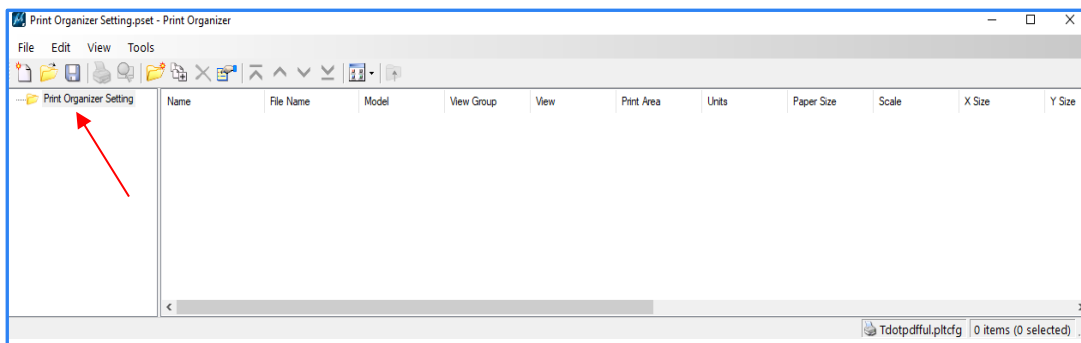 Print Organizer Setting.pset - Print Organizer
File Edit View Tools
Print Organizer Setting
Name File Name Model View Group View Print Area Units Paper Size Scale X Size Y Size
Tdotpdfful.pltcfg 0 items (0 selected)